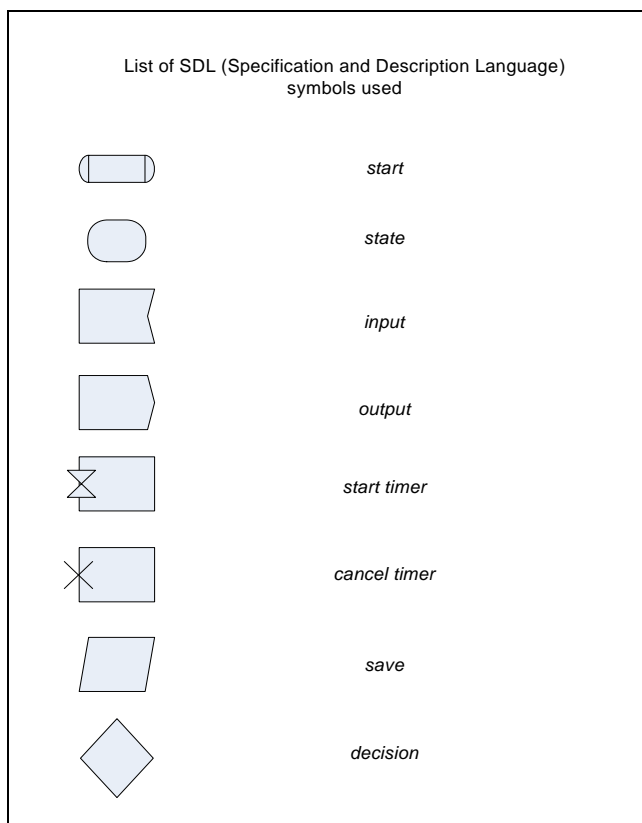 List of SDL (Specification and Description Language)
symbols used
start
state
input
output
start timer
cancel timer
save
decision